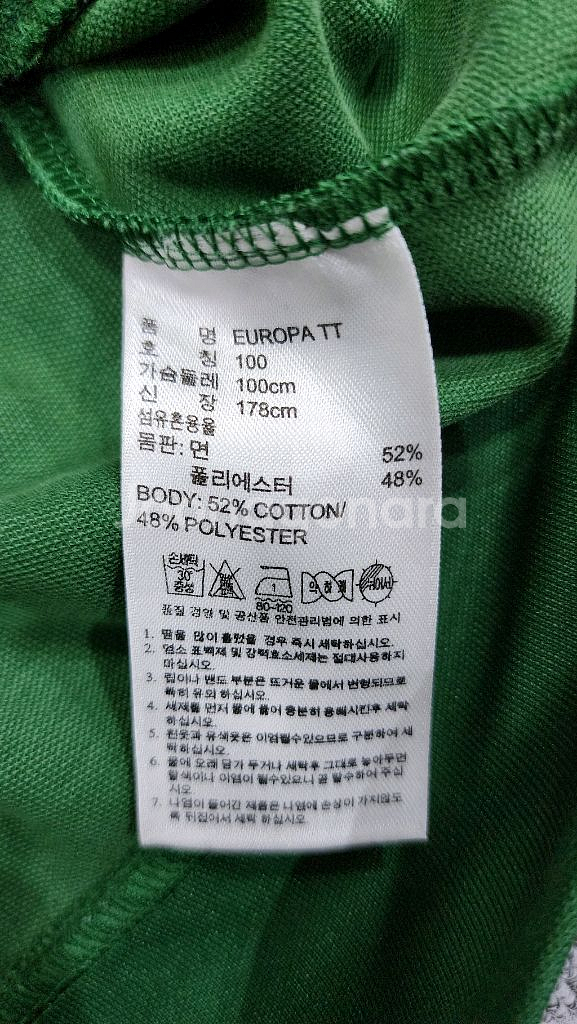 품 명 EUROPA TT
호 칭 100
가슴둘레 100cm
신 장 178cm
섬유혼용율
몸판: 면 52%
폴리에스터 48%
BODY: 52% COTTON/
48% POLYESTER
손세탁
30°
중성
1
80-120
약하게
뉘어서
품질 경영 및 공산품 안전관리법에 의한 표시
1. 땀을 많이 흘렸을 경우 즉시 세탁하십시오.
2. 염소 표백제 및 강력효소세제는 절대사용하지
마십시오.
3. 립이나 밴드 부분은 뜨거운 물에서 변형되므로
특히 유의 하십시오.
4. 세제를 먼저 물에 풀어 충분히 용해시킨후 세탁
하십시오.
5. 흰옷과 유색옷은 이염될수있으므로 구분하여 세
탁 하십시오.
6. 물에 오래 담가 두거나 세탁후 그대로 놓아두면
탈색이나 이염이 될수있으니 곧 탈수하여 주십
시오
7. 나염이 들어간 제품은 나염에 손상이 가지않도
록 뒤집어서 세탁 하십시오.